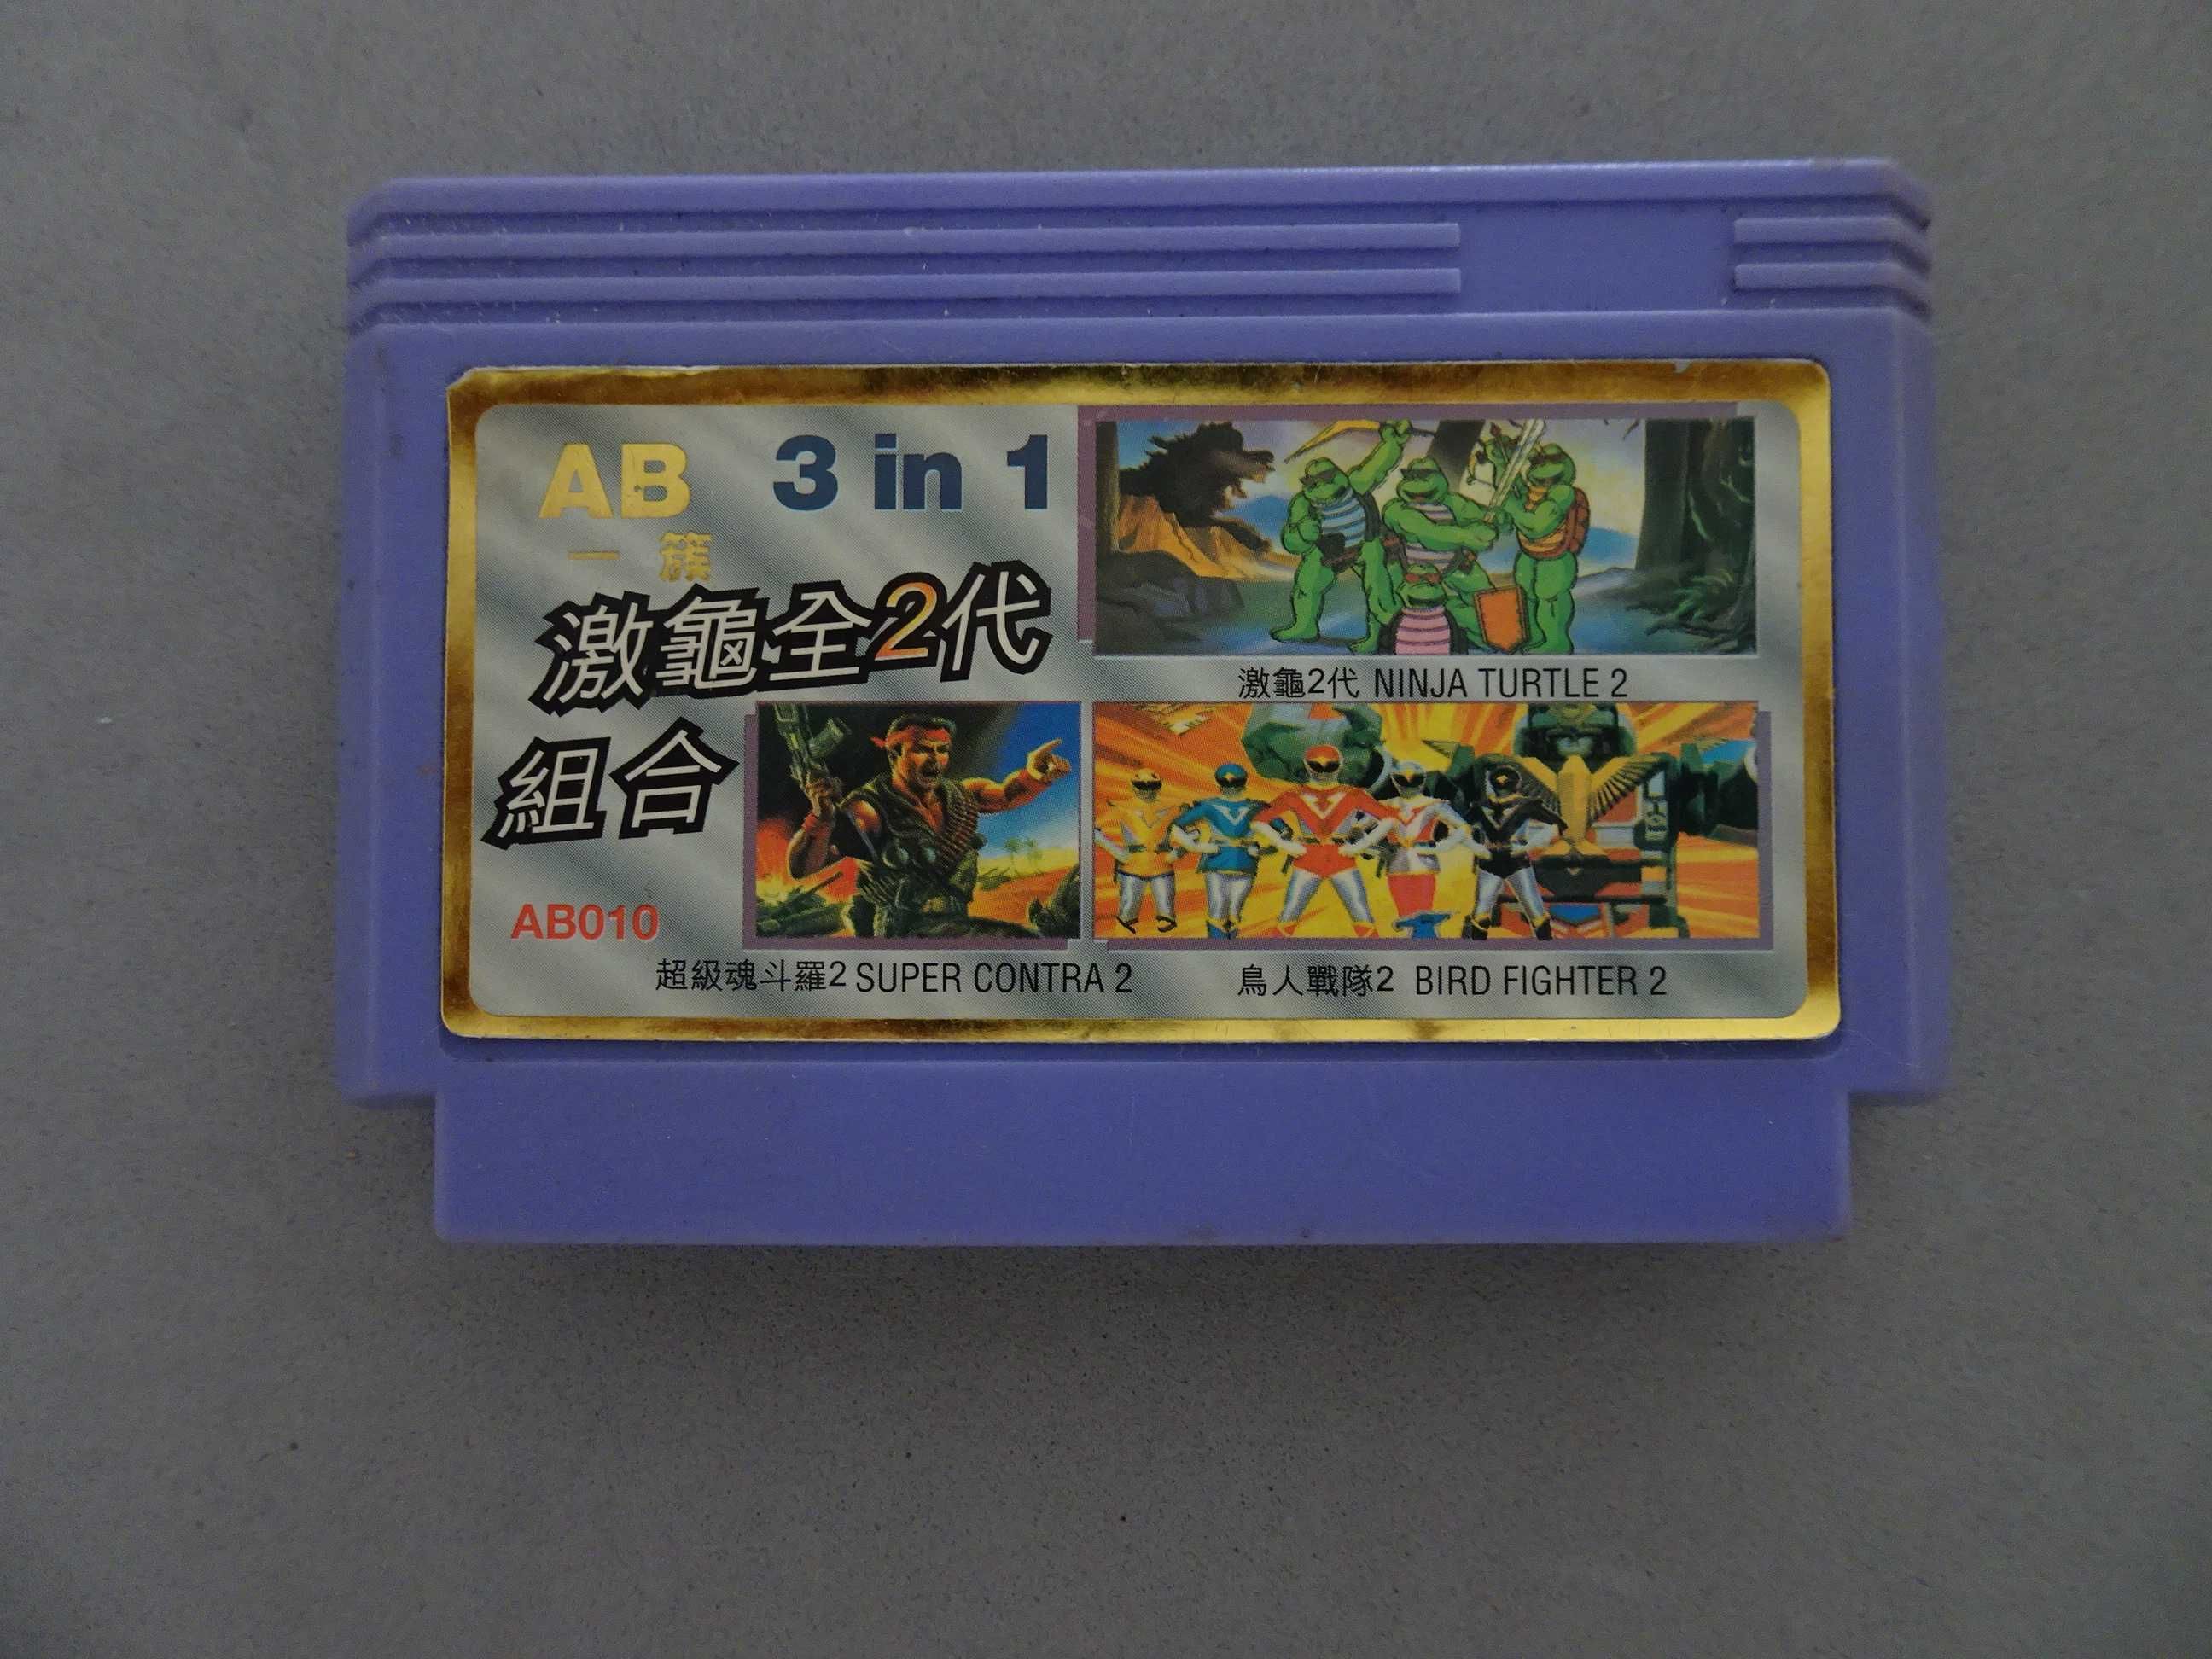 AB 3 in 1
一簇
激龜全2代
組合
激龜2代 NINJA TURTLE 2
AB010
超級魂斗羅2 SUPER CONTRA 2
鳥人戰隊2 BIRD FIGHTER 2